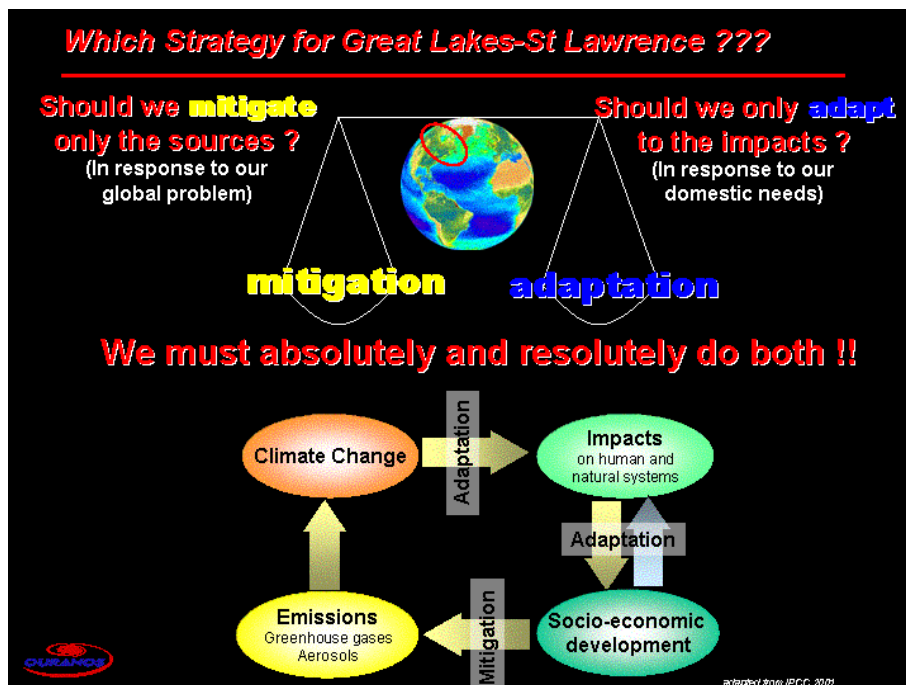 Which Strategy for Great Lakes-St Lawrence ???
Should we mitigate
only the sources ?
(In response to our
global problem)
Should we only adapt
to the impacts ?
(In response to our
domestic needs)
mitigation
adaptation
We must absolutely and resolutely do both !!
Climate Change
Adaptation
Impacts
on human and
natural systems
Adaptation
Emissions
Greenhouse gases
Aerosols
Mitigation
Socio-economic
development
OURANOS
adapted from IPCC 2001